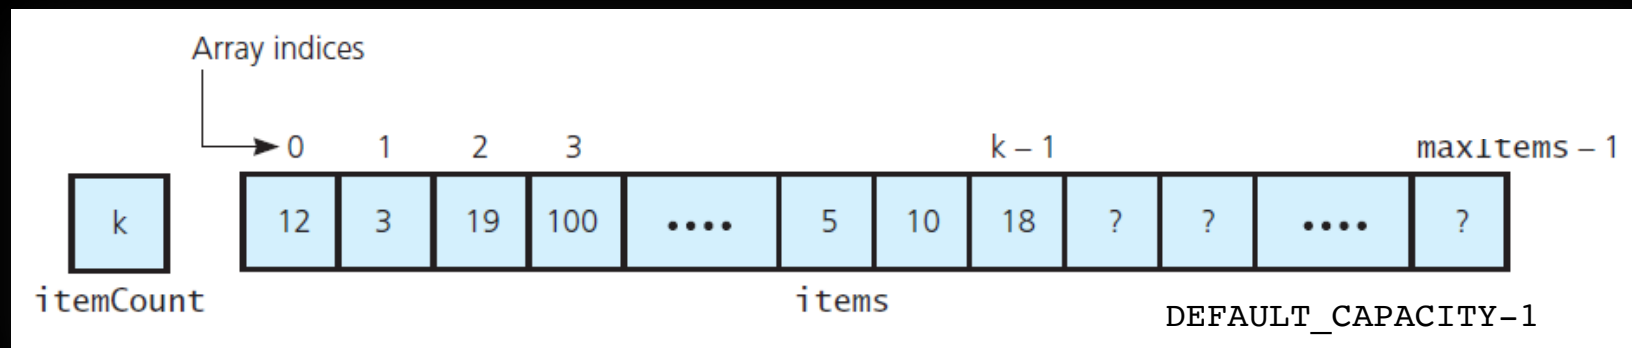 Array indices
0 1 2 3 k – 1 maxItems – 1
k 12 3 19 100 •••• 5 10 18 ? ? •••• ?
itemCount items
DEFAULT_CAPACITY-1